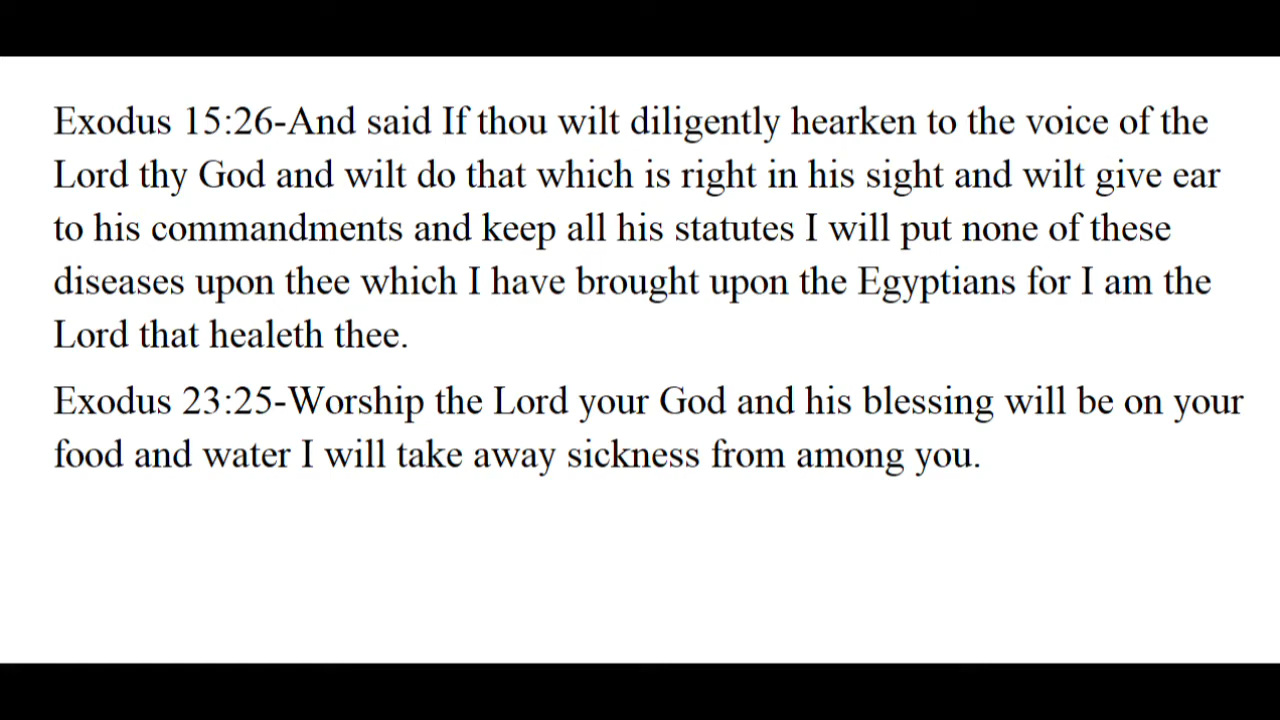 Exodus 15:26-And said If thou wilt diligently hearken to the voice of the
Lord thy God and wilt do that which is right in his sight and wilt give ear
to his commandments and keep all his statutes I will put none of these
diseases upon thee which I have brought upon the Egyptians for I am the
Lord that healeth thee.
Exodus 23:25-Worship the Lord your God and his blessing will be on your
food and water I will take away sickness from among you.